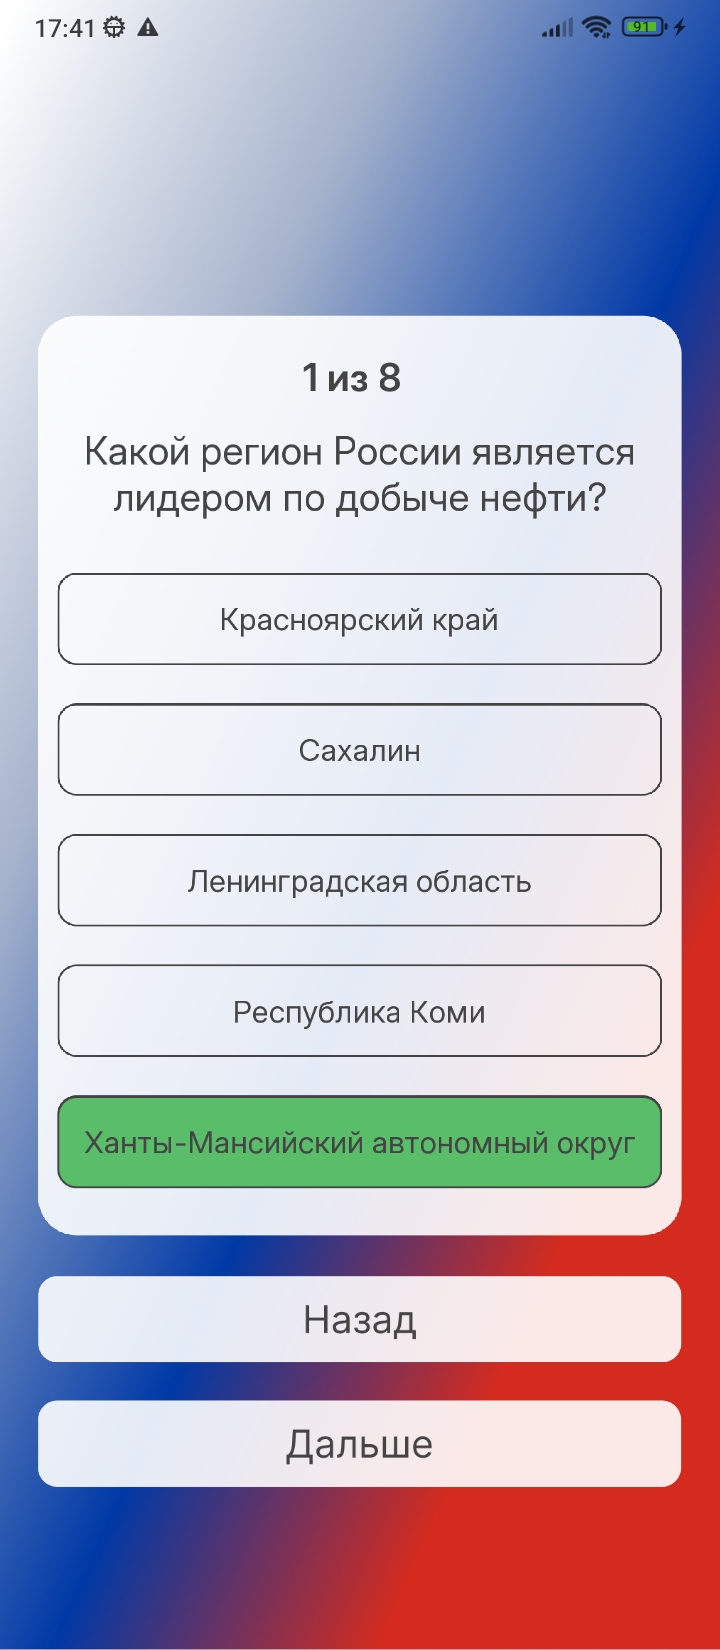 17:41
91
1 из 8
Какой регион России является
лидером по добыче нефти?
Красноярский край
Сахалин
Ленинградская область
Республика Коми
Ханты-Мансийский автономный округ
Назад
Дальше